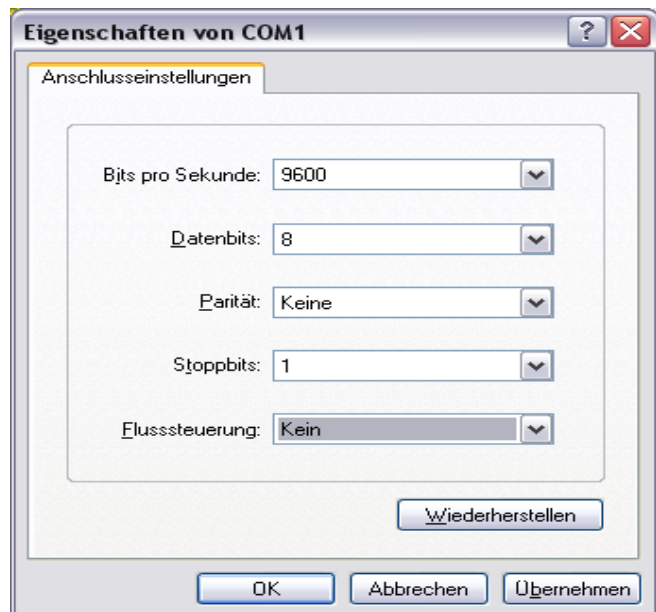 Eigenschaften von COM1
Anschlusseinstellungen
Bits pro Sekunde: 9600
Datenbits: 8
Parität: Keine
Stoppbits: 1
Flusssteuerung: Kein
Wiederherstellen
OK Abbrechen Übernehmen